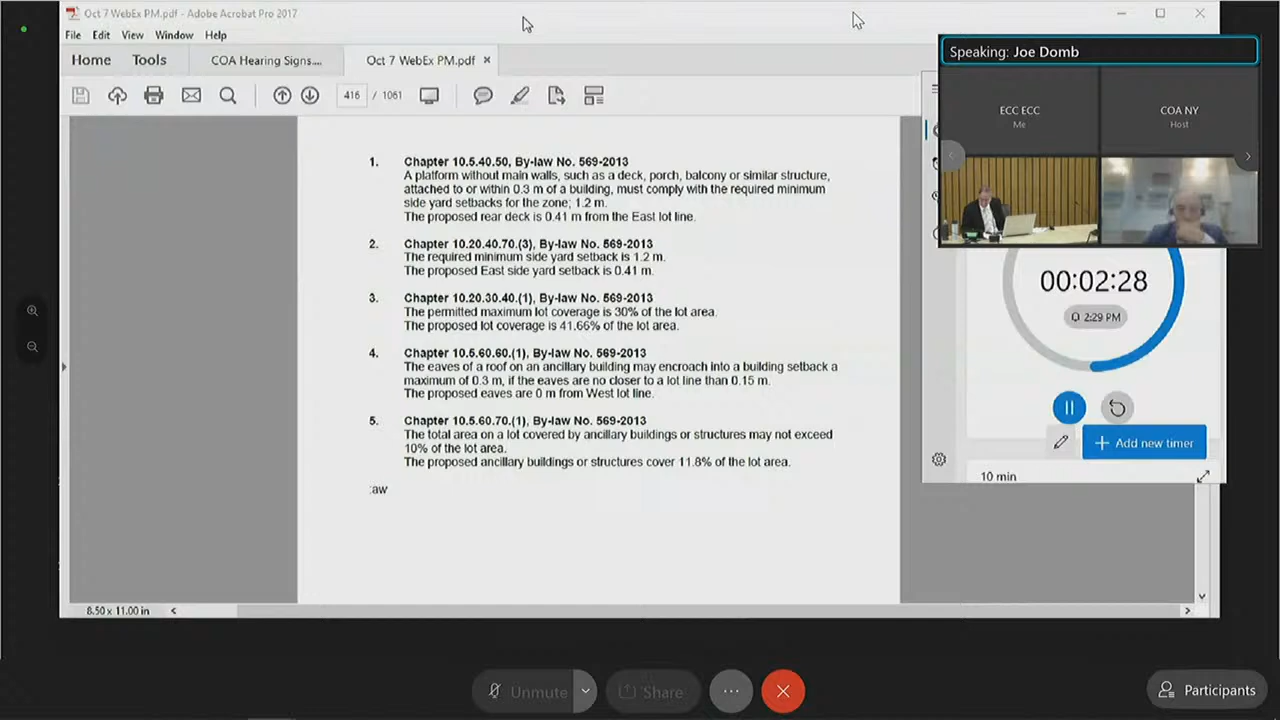 Oct 7 WebEx PM.pdf - Adobe Acrobat Pro 2017
File Edit View Window Help
Home Tools COA Hearing Signs.... Oct 7 WebEx PM.pdf ×
416 / 1061
1. Chapter 10.5.40.50, By-law No. 569-2013
A platform without main walls, such as a deck, porch, balcony or similar structure,
attached to or within 0.3 m of a building, must comply with the required minimum
side yard setbacks for the zone; 1.2 m.
The proposed rear deck is 0.41 m from the East lot line.
2. Chapter 10.20.40.70.(3), By-law No. 569-2013
The required minimum side yard setback is 1.2 m.
The proposed East side yard setback is 0.41 m.
3. Chapter 10.20.30.40.(1), By-law No. 569-2013
The permitted maximum lot coverage is 30% of the lot area.
The proposed lot coverage is 41.66% of the lot area.
4. Chapter 10.5.60.60.(1), By-law No. 569-2013
The eaves of a roof on an ancillary building may encroach into a building setback a
maximum of 0.3 m, if the eaves are no closer to a lot line than 0.15 m.
The proposed eaves are 0 m from West lot line.
5. Chapter 10.5.60.70.(1), By-law No. 569-2013
The total area on a lot covered by ancillary buildings or structures may not exceed
10% of the lot area.
The proposed ancillary buildings or structures cover 11.8% of the lot area.
:aw
8.50 x 11.00 in
Speaking: Joe Domb
ECC ECC
Me
COA NY
Host
00:02:28
2:29 PM
+ Add new timer
10 min
Unmute
Share
Participants